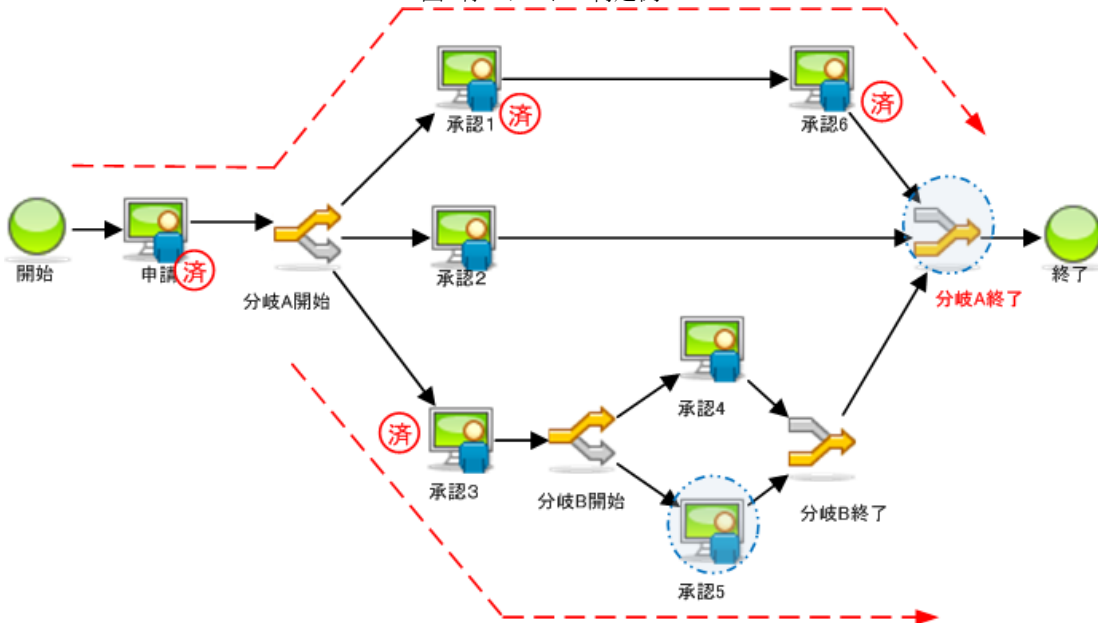 済
承認1
済
承認6
開始
申請
済
分岐A開始
承認2
分岐A終了
終了
承認4
済
承認3
分岐B開始
分岐B終了
承認5